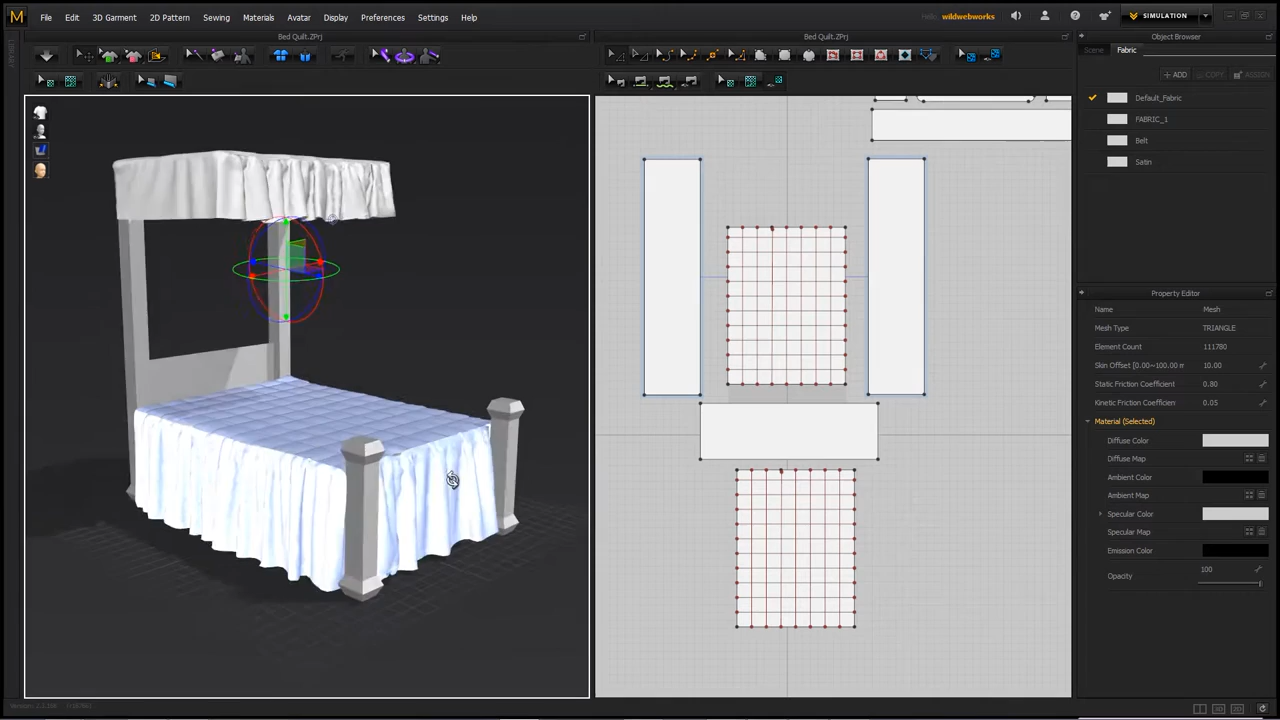 M File Edit 3D Garment 2D Pattern Sewing Materials Avatar Display Preferences Settings Help Hello, wildwebworks SIMULATION
Bed Quilt.ZPrj Bed Quilt.ZPrj Object Browser
LIBRARY
Scene Fabric
ADD COPY ASSIGN
Default_Fabric
FABRIC_1
Belt
Satin
Property Editor
Name Mesh
Mesh Type TRIANGLE
Element Count 111780
Skin Offset [0.00~100.00 m 10.00
Static Friction Coefficient 0.80
Kinetic Friction Coefficien 0.05
Material (Selected)
Diffuse Color
Diffuse Map
Ambient Color
Ambient Map
Specular Color
Specular Map
Emission Color
Opacity 100
3D 2D